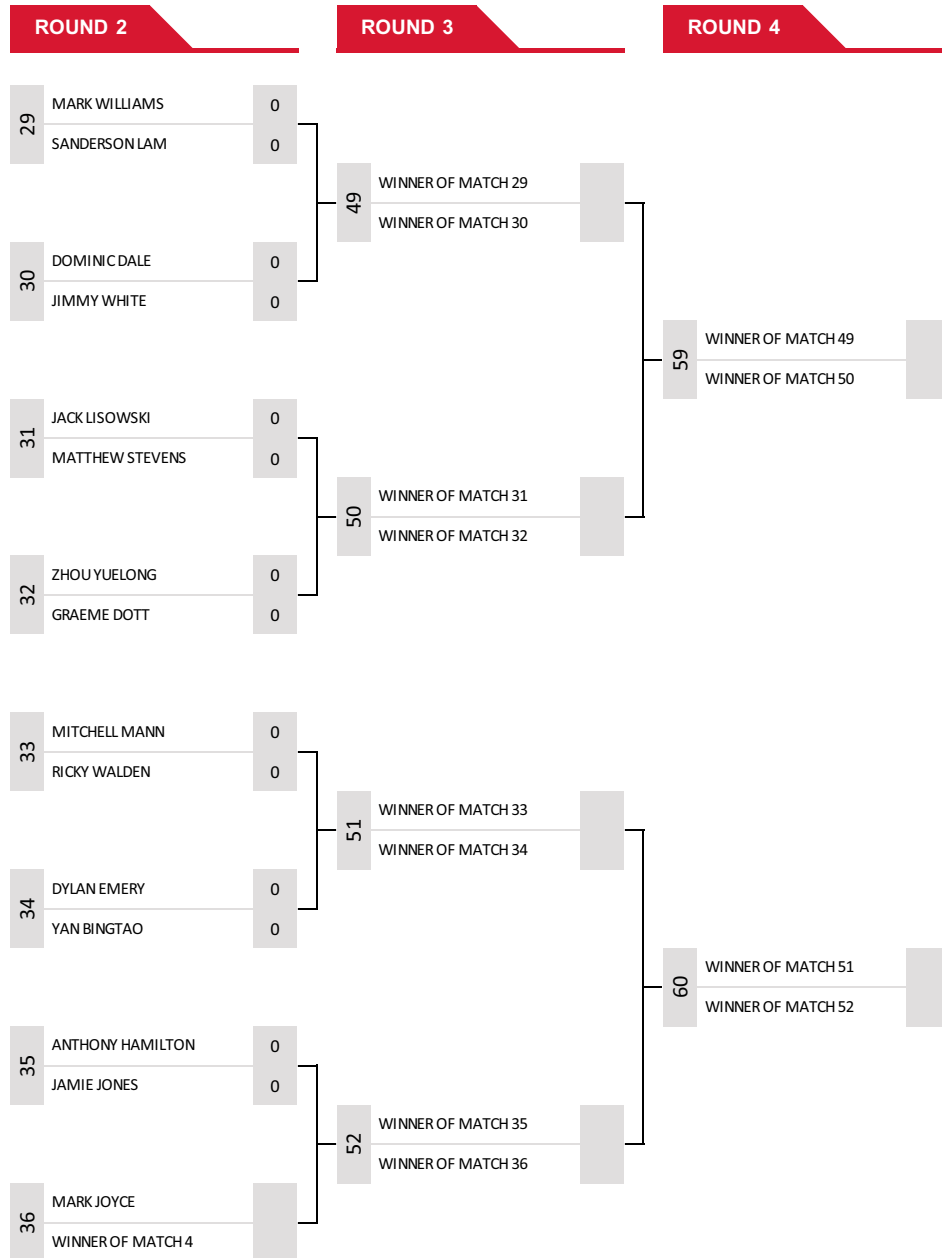 ROUND 2
ROUND 3
ROUND 4
29
MARK WILLIAMS 0
SANDERSON LAM 0
49
WINNER OF MATCH 29
WINNER OF MATCH 30
30
DOMINIC DALE 0
JIMMY WHITE 0
59
WINNER OF MATCH 49
WINNER OF MATCH 50
31
JACK LISOWSKI 0
MATTHEW STEVENS 0
50
WINNER OF MATCH 31
WINNER OF MATCH 32
32
ZHOU YUELONG 0
GRAEME DOTT 0
33
MITCHELL MANN 0
RICKY WALDEN 0
51
WINNER OF MATCH 33
WINNER OF MATCH 34
34
DYLAN EMERY 0
YAN BINGTAO 0
60
WINNER OF MATCH 51
WINNER OF MATCH 52
35
ANTHONY HAMILTON 0
JAMIE JONES 0
52
WINNER OF MATCH 35
WINNER OF MATCH 36
36
MARK JOYCE
WINNER OF MATCH 4